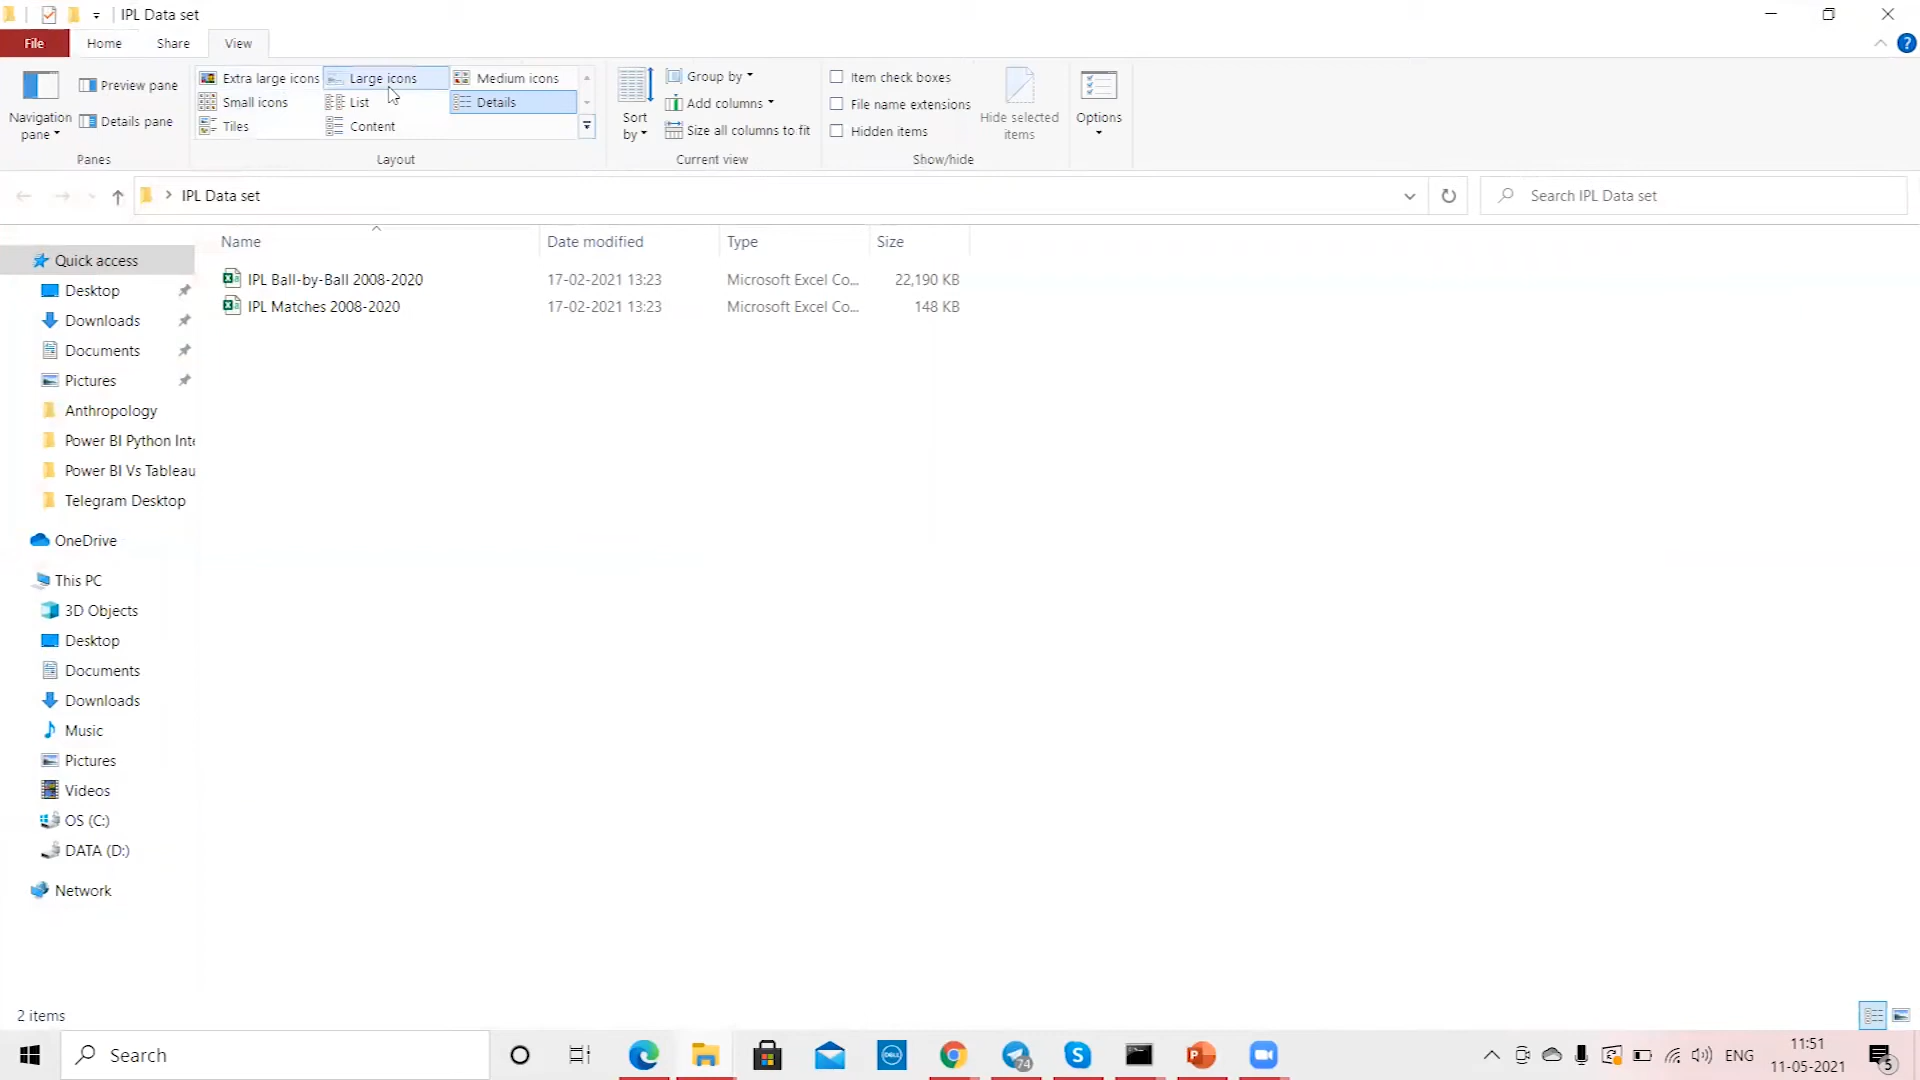 IPL Data set
File Home Share View
Navigation pane
Preview pane
Details pane
Panes
Extra large icons Large icons Medium icons
Small icons List Details
Tiles Content
Layout
Sort by
Group by
Add columns
Size all columns to fit
Current view
Item check boxes
File name extensions
Hidden items
Hide selected items
Show/hide
Options
IPL Data set
Search IPL Data set
Name Date modified Type Size
IPL Ball-by-Ball 2008-2020 17-02-2021 13:23 Microsoft Excel Co... 22,190 KB
IPL Matches 2008-2020 17-02-2021 13:23 Microsoft Excel Co... 148 KB
Quick access
Desktop
Downloads
Documents
Pictures
Anthropology
Power BI Python Inte
Power BI Vs Tableau
Telegram Desktop
OneDrive
This PC
3D Objects
Desktop
Documents
Downloads
Music
Pictures
Videos
OS (C:)
DATA (D:)
Network
2 items
Search
DELL
74
ENG
11:51
11-05-2021
5